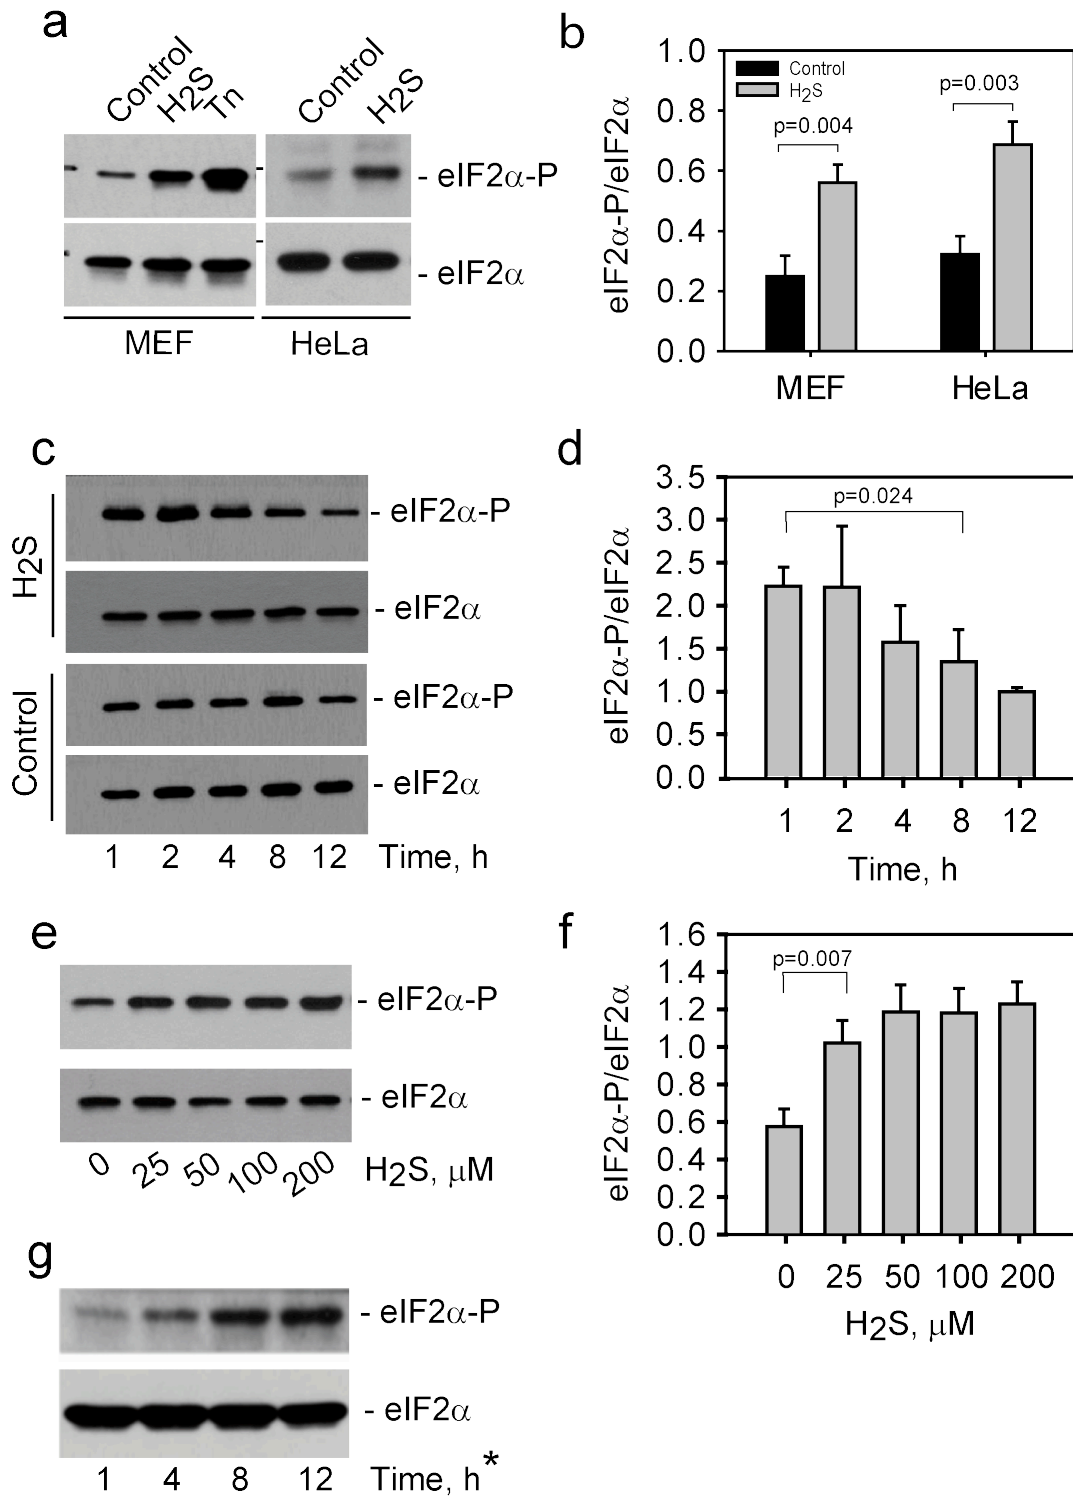 a
Control
H2S
Tn
Control
H2S
- eIF2α-P
- eIF2α
MEF
HeLa
b
1.0
0.8
0.6
0.4
0.2
0.0
eIF2α-P/eIF2α
Control
H2S
p=0.004
p=0.003
MEF
HeLa
c
H2S
- eIF2α-P
- eIF2α
Control
- eIF2α-P
- eIF2α
1 2 4 8 12 Time, h
d
3.5
3.0
2.5
2.0
1.5
1.0
0.5
0.0
eIF2α-P/eIF2α
p=0.024
1 2 4 8 12
Time, h
e
- eIF2α-P
- eIF2α
0 25 50 100 200 H2S, μM
f
1.6
1.4
1.2
1.0
0.8
0.6
0.4
0.2
0.0
eIF2α-P/eIF2α
p=0.007
0 25 50 100 200
H2S, μM
g
- eIF2α-P
- eIF2α
1 4 8 12 Time, h*